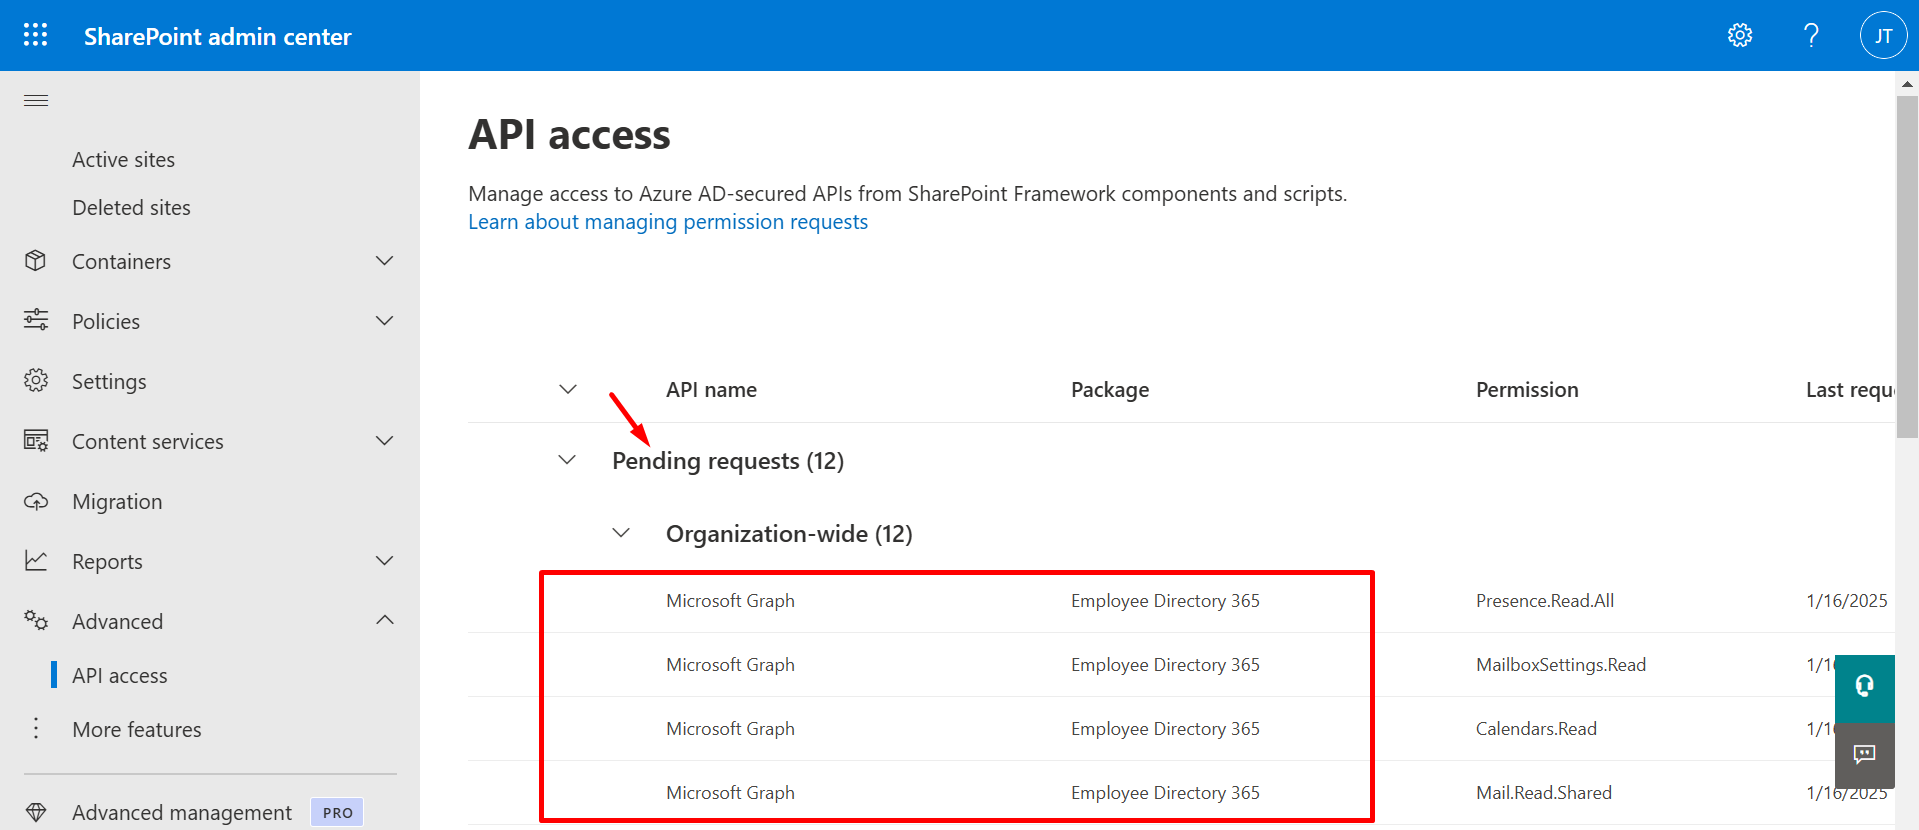 SharePoint admin center
?
JT
Active sites
Deleted sites
Containers
Policies
Settings
Content services
Migration
Reports
Advanced
API access
More features
Advanced management PRO
API access
Manage access to Azure AD-secured APIs from SharePoint Framework components and scripts.
Learn about managing permission requests
API name Package Permission Last requ
Pending requests (12)
Organization-wide (12)
Microsoft Graph Employee Directory 365 Presence.Read.All 1/16/2025
Microsoft Graph Employee Directory 365 MailboxSettings.Read 1/1
Microsoft Graph Employee Directory 365 Calendars.Read 1/1
Microsoft Graph Employee Directory 365 Mail.Read.Shared 1/16/2025